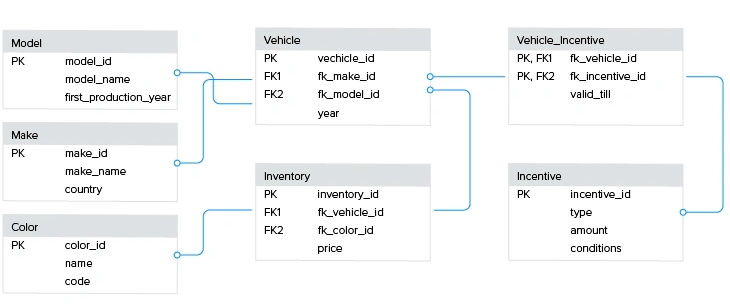 Model
PK model_id
model_name
first_production_year
Make
PK make_id
make_name
country
Color
PK color_id
name
code
Vehicle
PK vechicle_id
FK1 fk_make_id
FK2 fk_model_id
year
Inventory
PK inventory_id
FK1 fk_vehicle_id
FK2 fk_color_id
price
Vehicle_Incentive
PK, FK1 fk_vehicle_id
PK, FK2 fk_incentive_id
valid_till
Incentive
PK incentive_id
type
amount
conditions